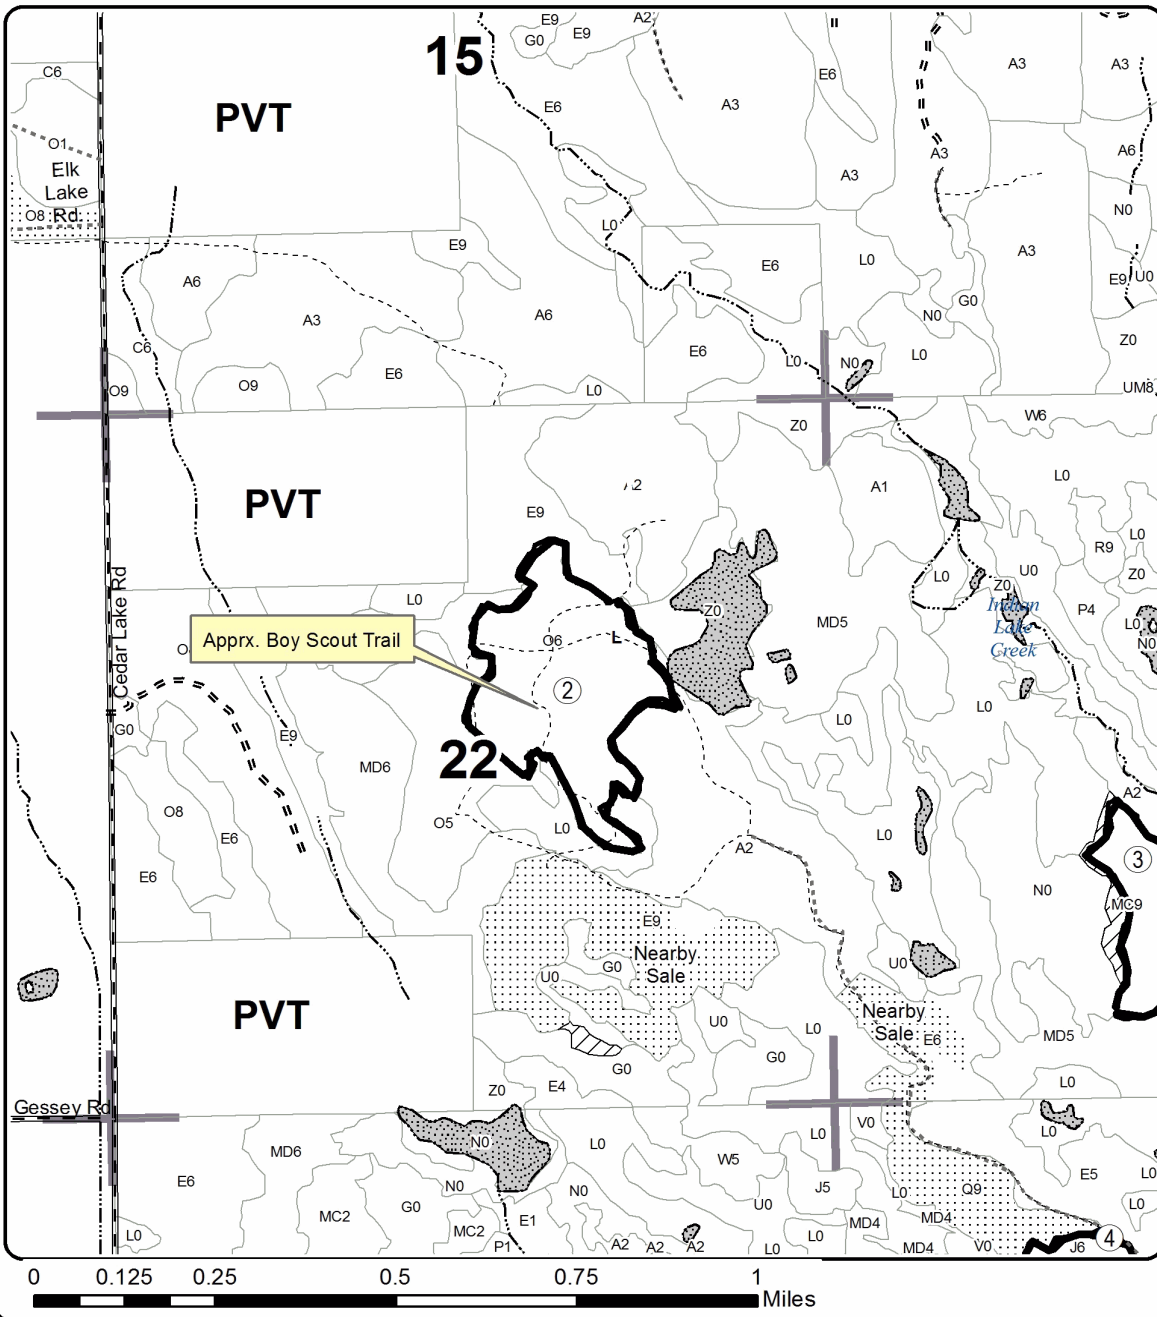 E9
A2
15
G0
E9
C6
E6
A3
A3
A3
E6
PVT
O1
A3
A6
Elk
Lake
Rd.
A3
O8
N0
L0
E9
A3
E6
L0
A6
E9
U0
G0
A3
A6
N0
C6
E6
L0
Z0
L0
N0
E6
O9
O9
L0
UM8
W6
Z0
L0
A2
A1
PVT
E9
R9
L0
Cedar Lake Rd
L0
U0
Z0
L0
Z0
Z0
Indian
Lake
Creek
P4
MD5
L0
Apprx. Boy Scout Trail
O6
L
N0
2
L0
L0
G0
E9
22
MD6
A2
O8
O5
L0
L0
E6
A2
3
E6
N0
MC9
E9
Nearby
Sale
G0
U0
U0
PVT
Nearby
Sale
U0
L0
E6
MD5
G0
G0
E4
Z0
L0
Gessey Rd
V0
L0
L0
N0
L0
MD6
W5
E5
L0
E6
N0
N0
J5
L0
Q9
G0
U0
L0
MC2
E1
MD4
MD4
MC2
L0
L0
4
P1
A2
A2
A2
L0
MD4
V0
J6
0
0.125
0.25
0.5
0.75
1
Miles